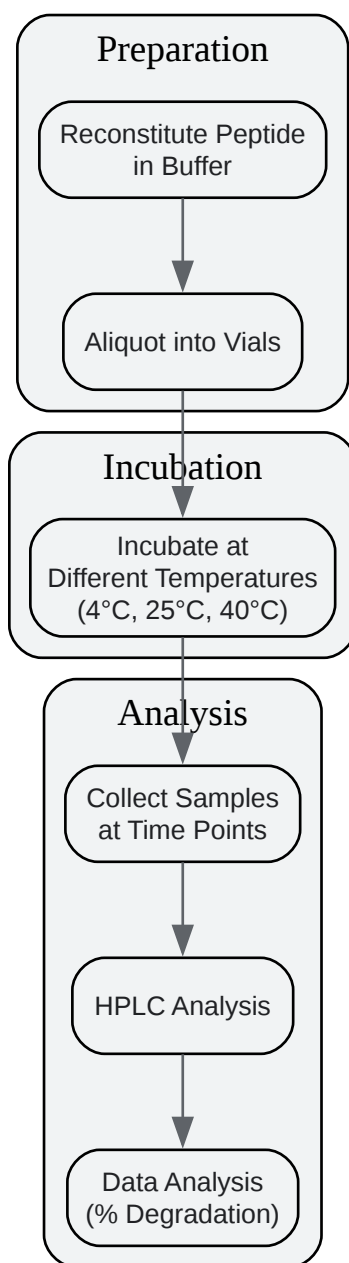 Preparation
Reconstitute Peptide
in Buffer
Aliquot into Vials
Incubation
Incubate at
Different Temperatures
(4°C, 25°C, 40°C)
Analysis
Collect Samples
at Time Points
HPLC Analysis
Data Analysis
(% Degradation)